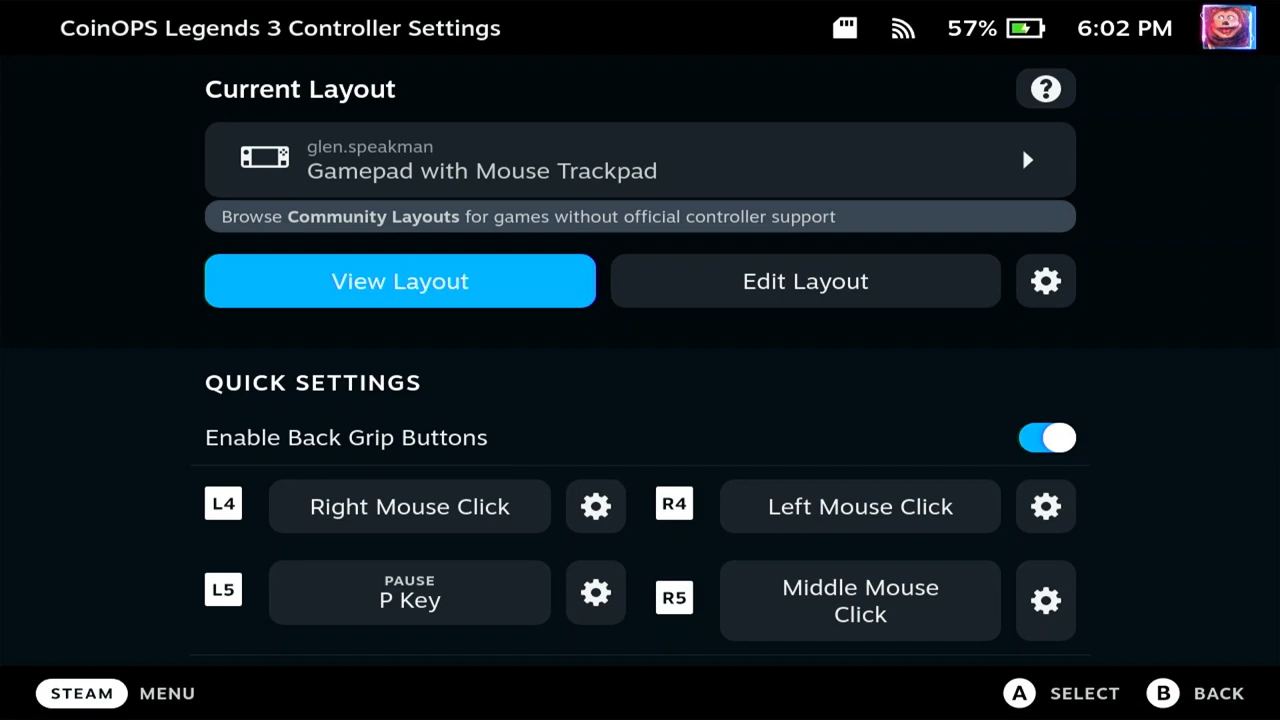 CoinOPS Legends 3 Controller Settings
57%
6:02 PM
Current Layout
?
glen.speakman
Gamepad with Mouse Trackpad
Browse Community Layouts for games without official controller support
View Layout
Edit Layout
QUICK SETTINGS
Enable Back Grip Buttons
L4
Right Mouse Click
R4
Left Mouse Click
L5
PAUSE
P Key
R5
Middle Mouse
Click
STEAM MENU
A SELECT
B BACK